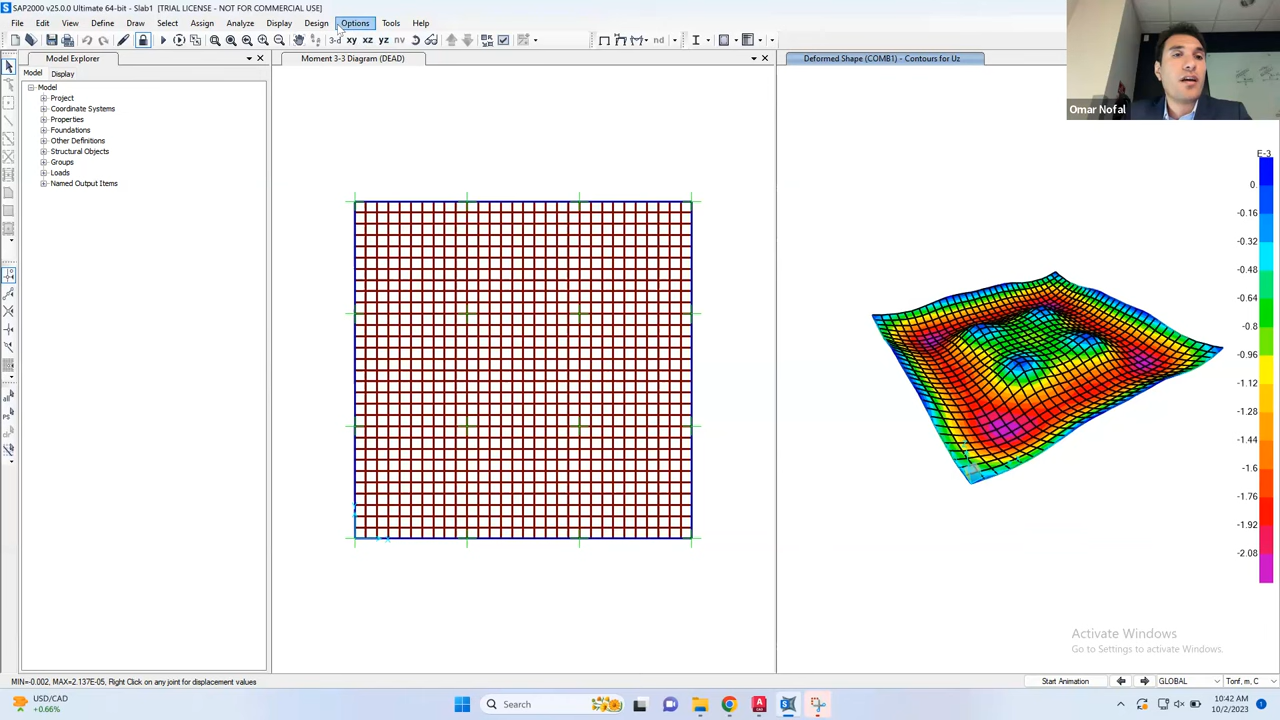 SAP2000 v25.0.0 Ultimate 64-bit - Slab1 [TRIAL LICENSE - NOT FOR COMMERCIAL USE]
File Edit View Define Draw Select Assign Analyze Display Design Options Tools Help
3-d xy xz yz nv nd
Model Explorer
Moment 3-3 Diagram (DEAD)
Deformed Shape (COMB1) - Contours for Uz
Model Display
Model
Project
Coordinate Systems
Properties
Foundations
Other Definitions
Structural Objects
Groups
Loads
Named Output Items
Omar Nofal
E-3
0.
-0.16
-0.32
-0.48
-0.64
-0.8
-0.96
-1.12
-1.28
-1.44
-1.6
-1.76
-1.92
-2.08
Activate Windows
Go to Settings to activate Windows.
MIN=-0.002, MAX=2.137E-05, Right Click on any joint for displacement values
Start Animation
GLOBAL
Tonf, m, C
USD/CAD
+0.66%
Search
10:42 AM
10/2/2023